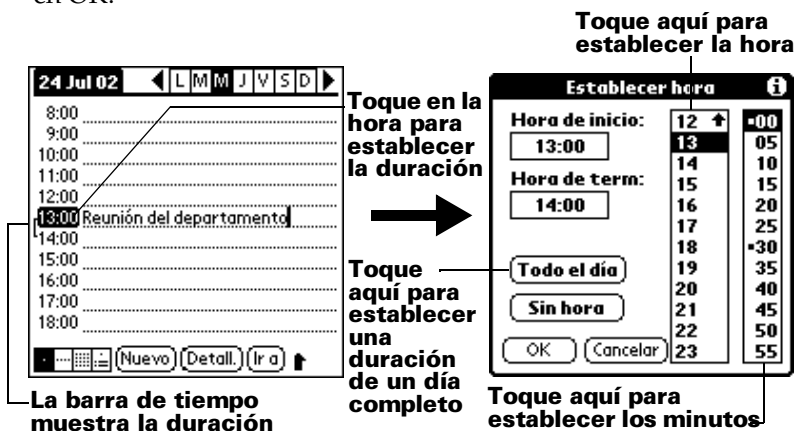 en OK.
Toque aquí para
establecer la hora
24 Jul 02 L M M J V S D
8:00
9:00
10:00
11:00
12:00
13:00 Reunión del departamento
14:00
15:00
16:00
17:00
18:00
Nuevo Detall. Ir a
Toque en la
hora para
establecer
la duración
Toque
aquí para
establecer
una
duración
de un día
completo
La barra de tiempo
muestra la duración
Establecer hora
Hora de inicio:
13:00
Hora de term:
14:00
Todo el día
Sin hora
OK Cancelar
12
13
14
15
16
17
18
19
20
21
22
23
00
05
10
15
20
25
30
35
40
45
50
55
Toque aquí para
establecer los minutos